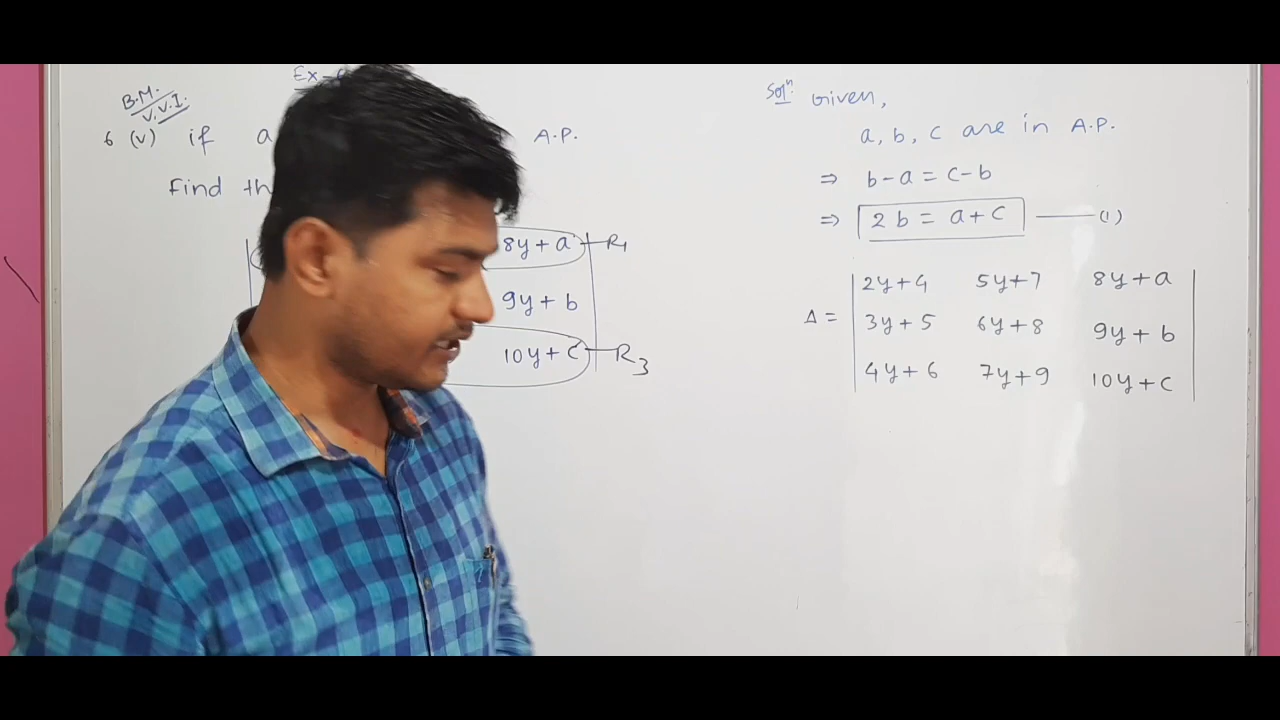 Ex-
B.M.
V.V.I.
6 (v) if a A.P.
Find th
8y + a R1
9y + b
10y + c R3
Solⁿ: Given,
a, b, c are in A.P.
⇒ b - a = c - b
⇒ 2b = a + c (1)
Δ = | 2y+4 5y+7 8y+a |
| 3y+5 6y+8 9y+b |
| 4y+6 7y+9 10y+c |